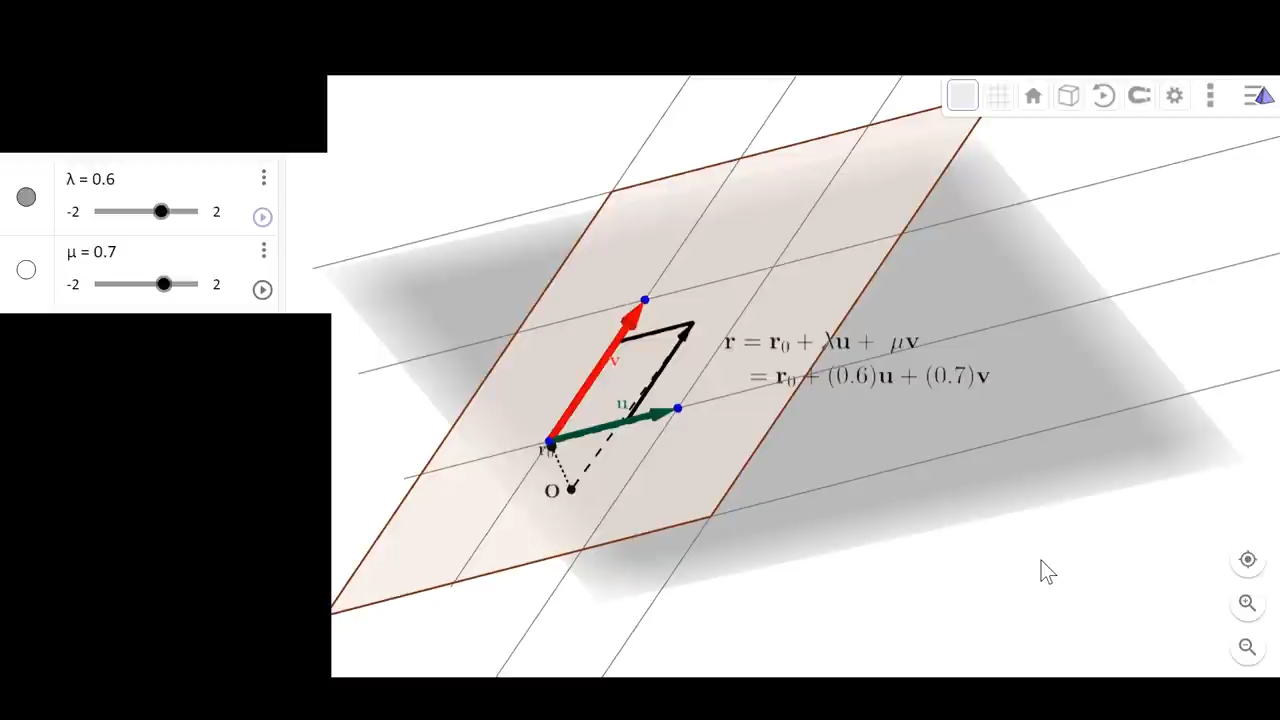 λ = 0.6
-2 2
μ = 0.7
-2 2
v
r = r₀ + λu + μv
= r₀ + (0.6)u + (0.7)v
u
r₀
O